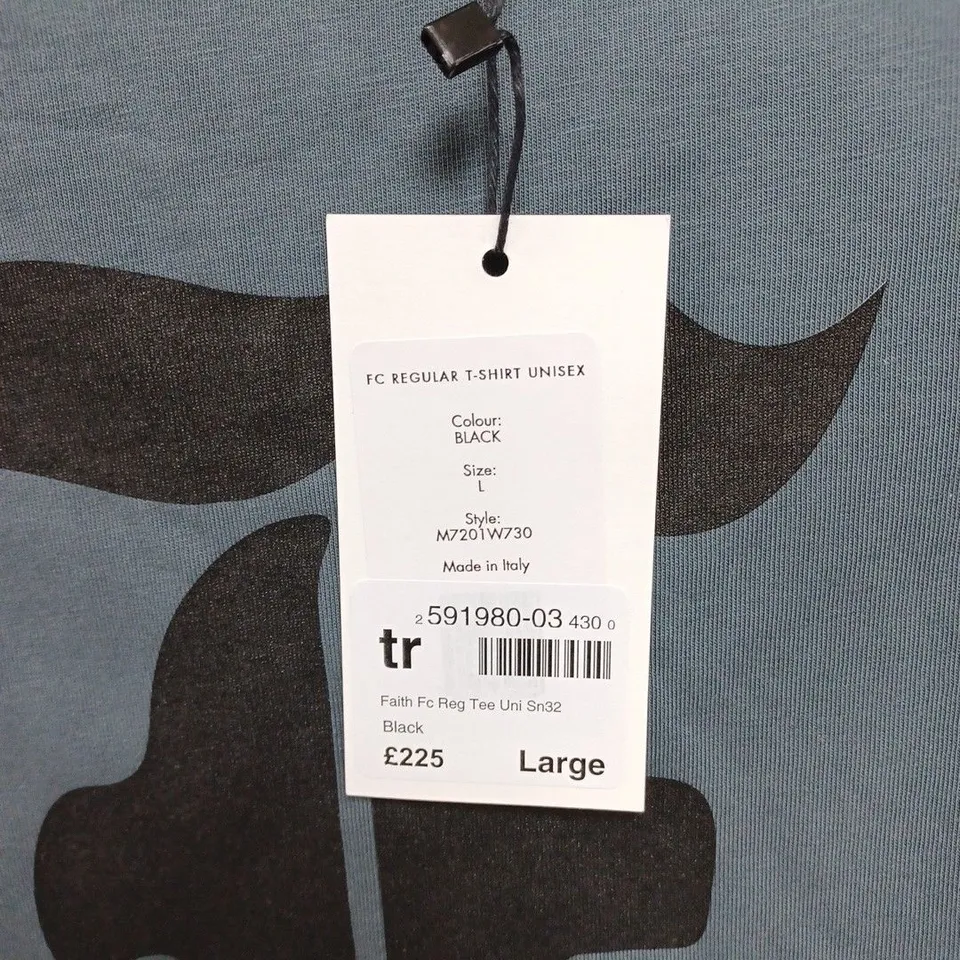 FC REGULAR T-SHIRT UNISEX
Colour:
BLACK
Size:
L
Style:
M7201W730
Made in Italy
2 591980-03 430 0
tr
Faith Fc Reg Tee Uni Sn32
Black
£225 Large